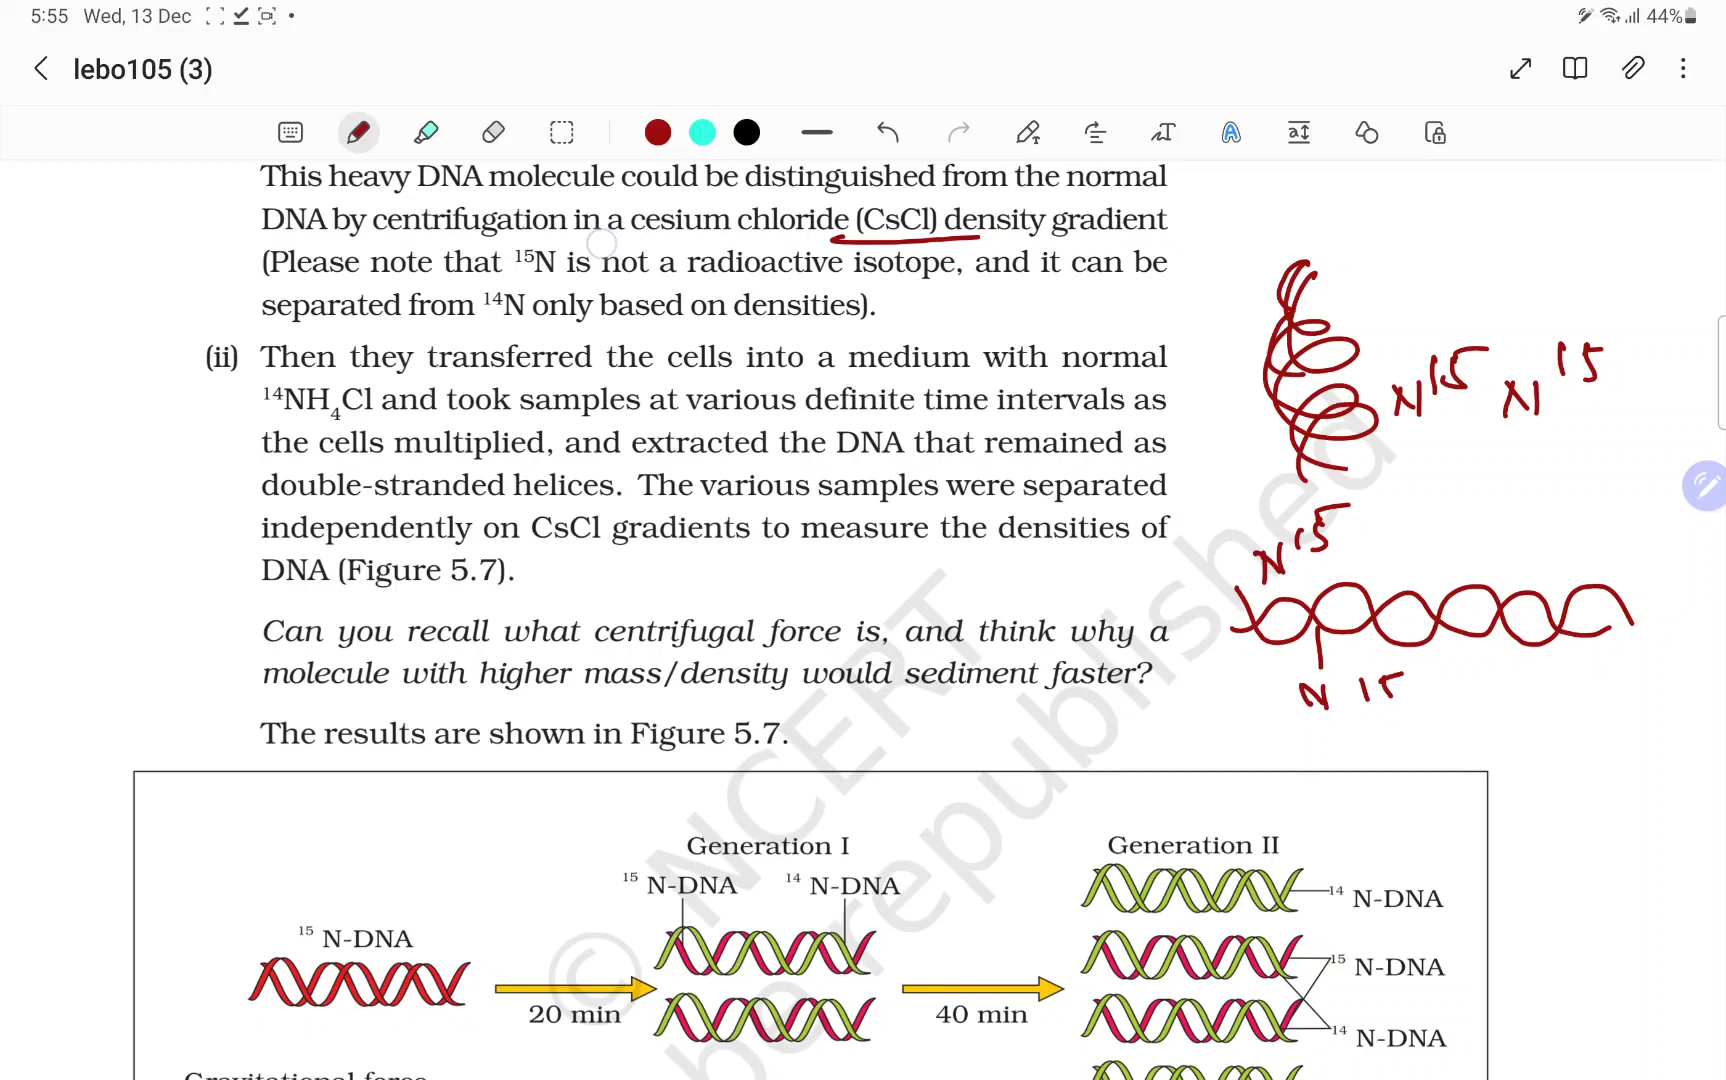 5:55 Wed, 13 Dec
44%
lebo105 (3)
This heavy DNA molecule could be distinguished from the normal
DNA by centrifugation in a cesium chloride (CsCl) density gradient
(Please note that ¹⁵N is not a radioactive isotope, and it can be
separated from ¹⁴N only based on densities).
(ii) Then they transferred the cells into a medium with normal
¹⁴NH₄Cl and took samples at various definite time intervals as
the cells multiplied, and extracted the DNA that remained as
double-stranded helices. The various samples were separated
independently on CsCl gradients to measure the densities of
DNA (Figure 5.7).
Can you recall what centrifugal force is, and think why a
molecule with higher mass/density would sediment faster?
The results are shown in Figure 5.7.
N¹⁵ N¹⁵
N¹⁵
N 15
© NCERT
be republished
Generation I
Generation II
¹⁵ N-DNA ¹⁴ N-DNA
¹⁴ N-DNA
¹⁵ N-DNA
¹⁵ N-DNA
20 min
40 min
¹⁴ N-DNA
Gravitational force